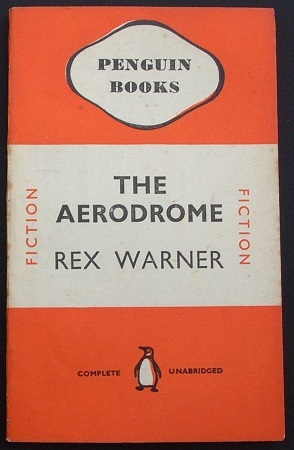 PENGUIN
BOOKS
FICTION
THE
AERODROME
REX WARNER
FICTION
COMPLETE UNABRIDGED